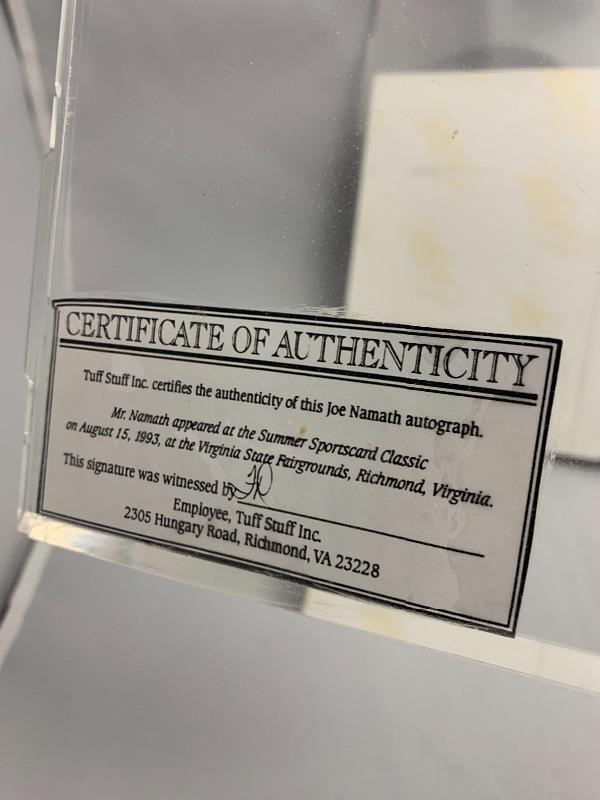 CERTIFICATE OF AUTHENTICITY
Tuff Stuff Inc. certifies the authenticity of this Joe Namath autograph.
Mr. Namath appeared at the Summer Sportscard Classic
on August 15, 1993, at the Virginia State Fairgrounds, Richmond, Virginia.
This signature was witnessed by
Employee, Tuff Stuff Inc.
2305 Hungary Road, Richmond, VA 23228